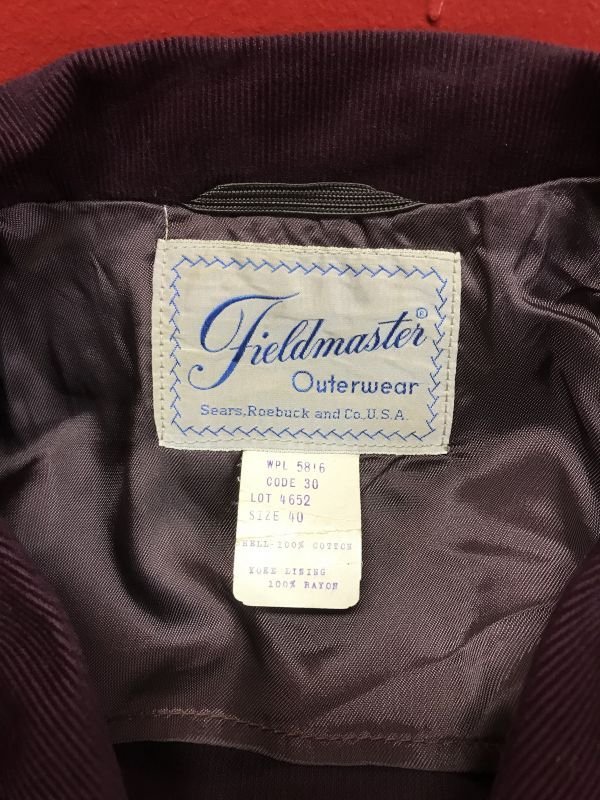 Fieldmaster®
Outerwear
Sears, Roebuck and Co. U.S.A.
WPL 5816
CODE 30
LOT 4652
SIZE 40
HELL-100% COTTON
YOKE LINING
100% RAYON